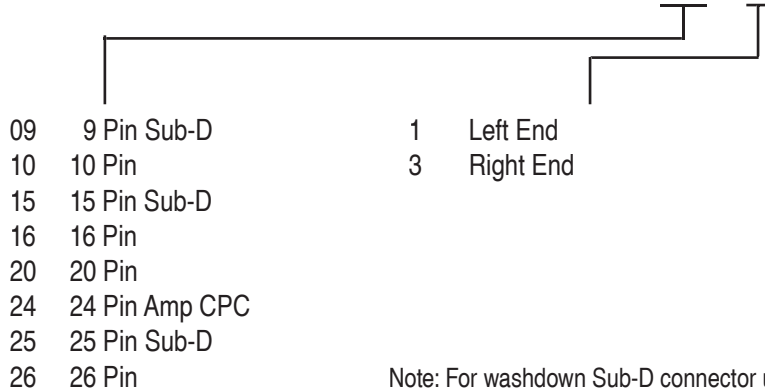 09 9 Pin Sub-D 1 Left End
10 10 Pin 3 Right End
15 15 Pin Sub-D
16 16 Pin
20 20 Pin
24 24 Pin Amp CPC
25 25 Pin Sub-D
26 26 Pin Note: For washdown Sub-D connector